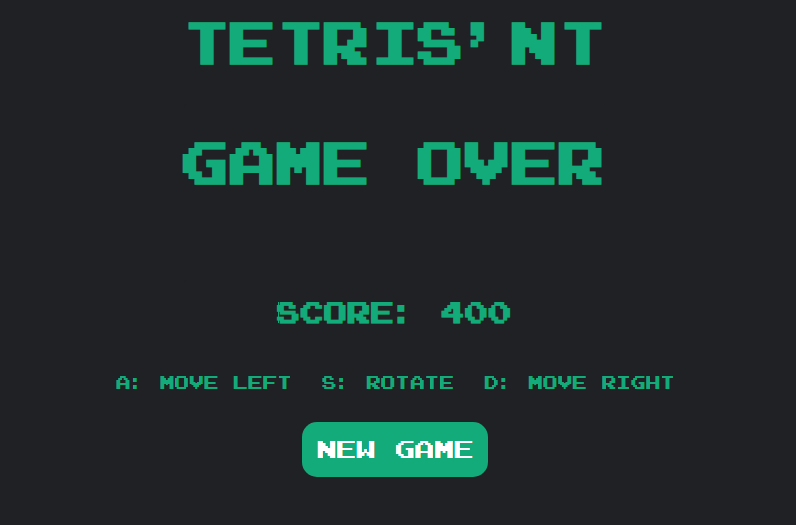 TETRIS'NT
GAME OVER
SCORE: 400
A: MOVE LEFT S: ROTATE D: MOVE RIGHT
NEW GAME